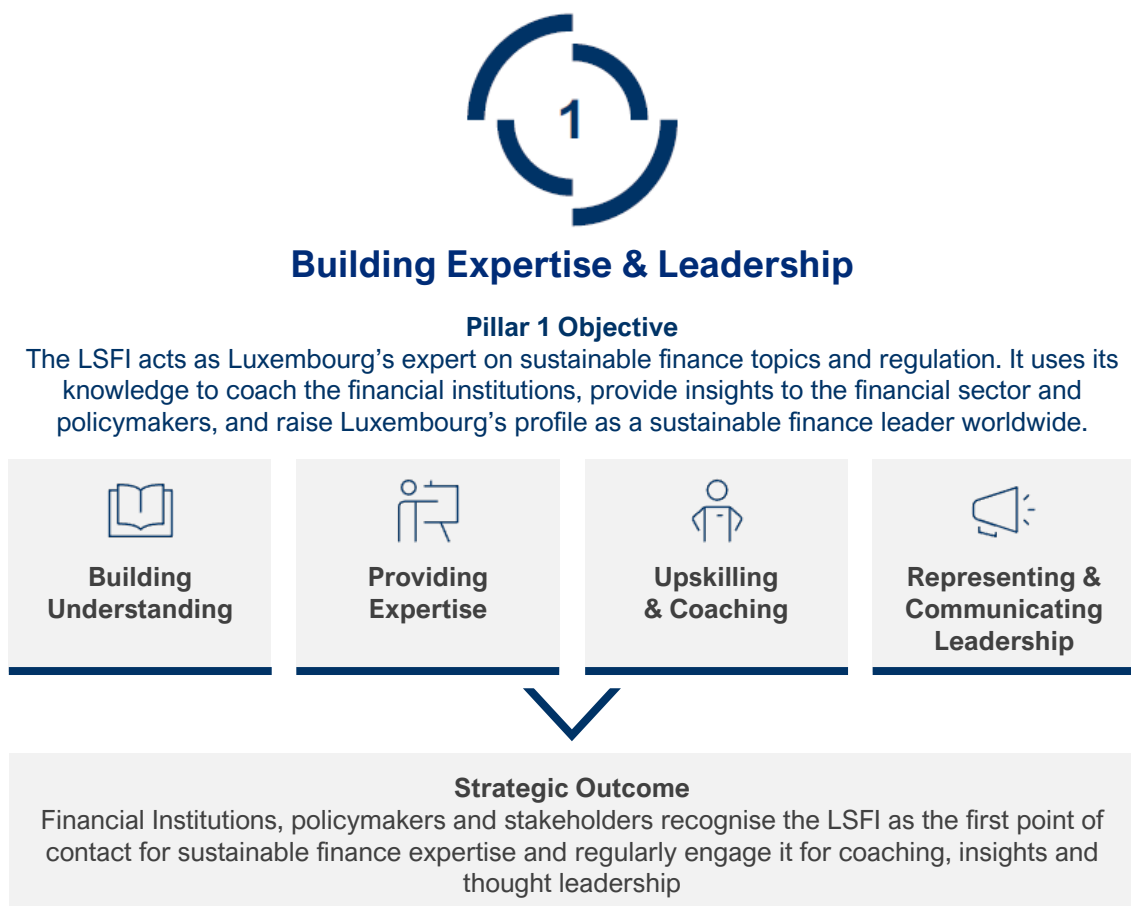 1
Building Expertise & Leadership
Pillar 1 Objective
The LSFI acts as Luxembourg’s expert on sustainable finance topics and regulation. It uses its
knowledge to coach the financial institutions, provide insights to the financial sector and
policymakers, and raise Luxembourg’s profile as a sustainable finance leader worldwide.
Building
Understanding
Providing
Expertise
Upskilling
& Coaching
Representing &
Communicating
Leadership
Strategic Outcome
Financial Institutions, policymakers and stakeholders recognise the LSFI as the first point of
contact for sustainable finance expertise and regularly engage it for coaching, insights and
thought leadership